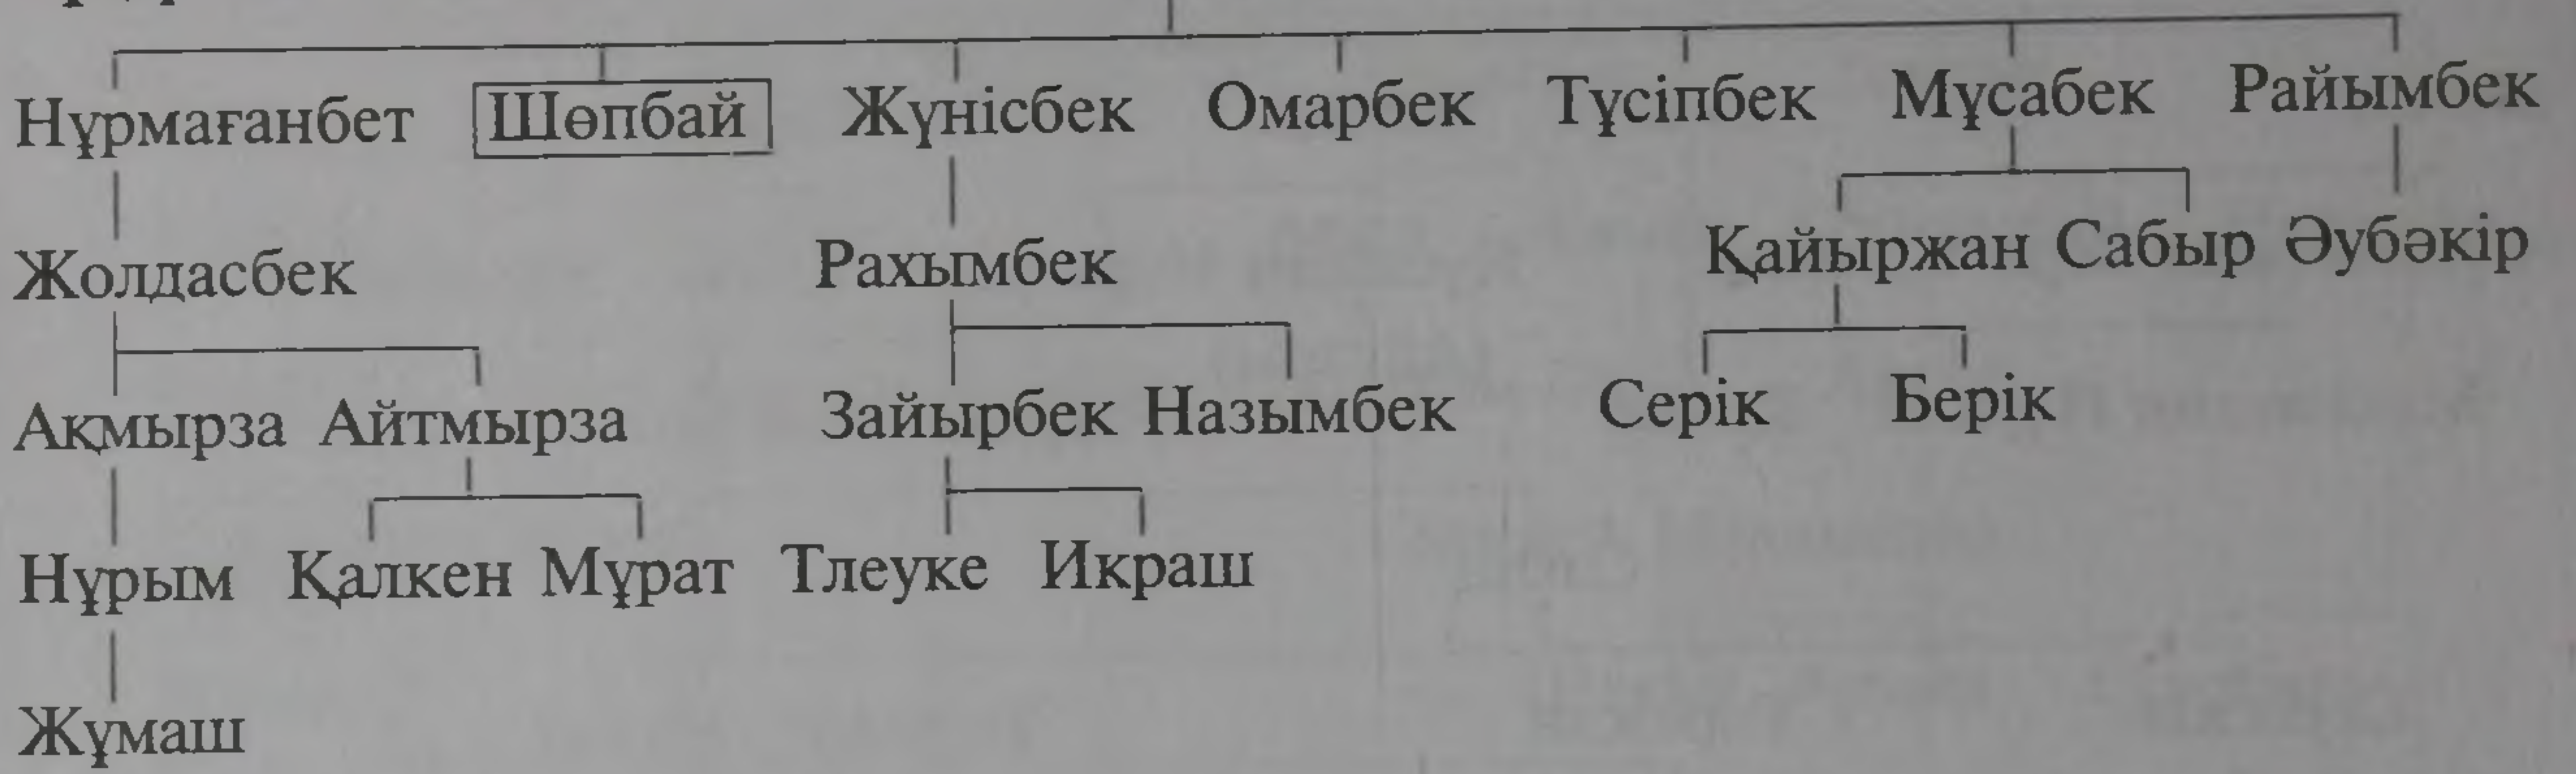 Нұрмағанбет Шөпбай Жүнісбек Омарбек Түсіпбек Мұсабек Райымбек
Жолдасбек Рахымбек Қайыржан Сабыр Әубәкір
Ақмырза Айтмырза Зайырбек Назымбек Серік Берік
Нұрым Қалкен Мұрат Тлеуке Икраш
Жұмаш